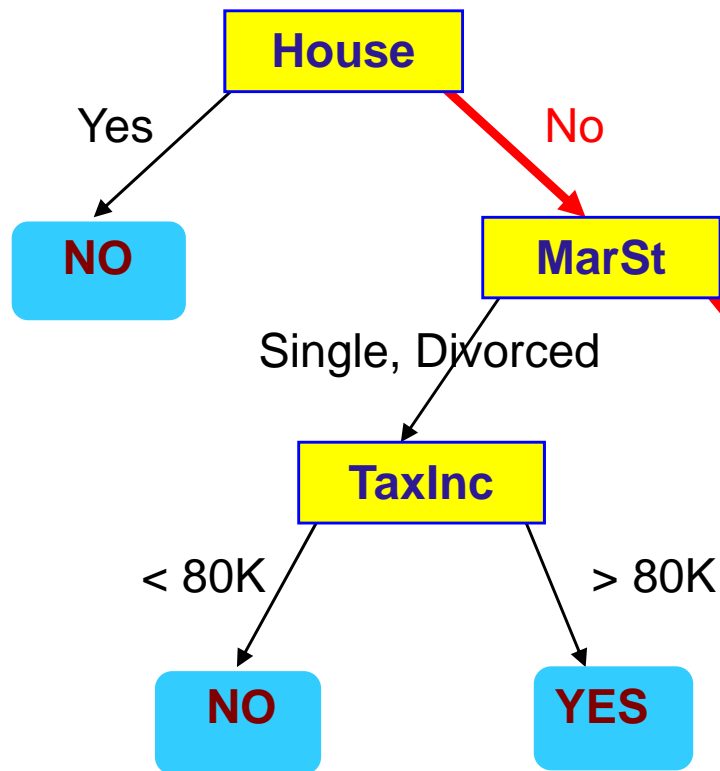 House
Yes
No
NO
MarSt
Single, Divorced
TaxInc
< 80K
> 80K
NO
YES